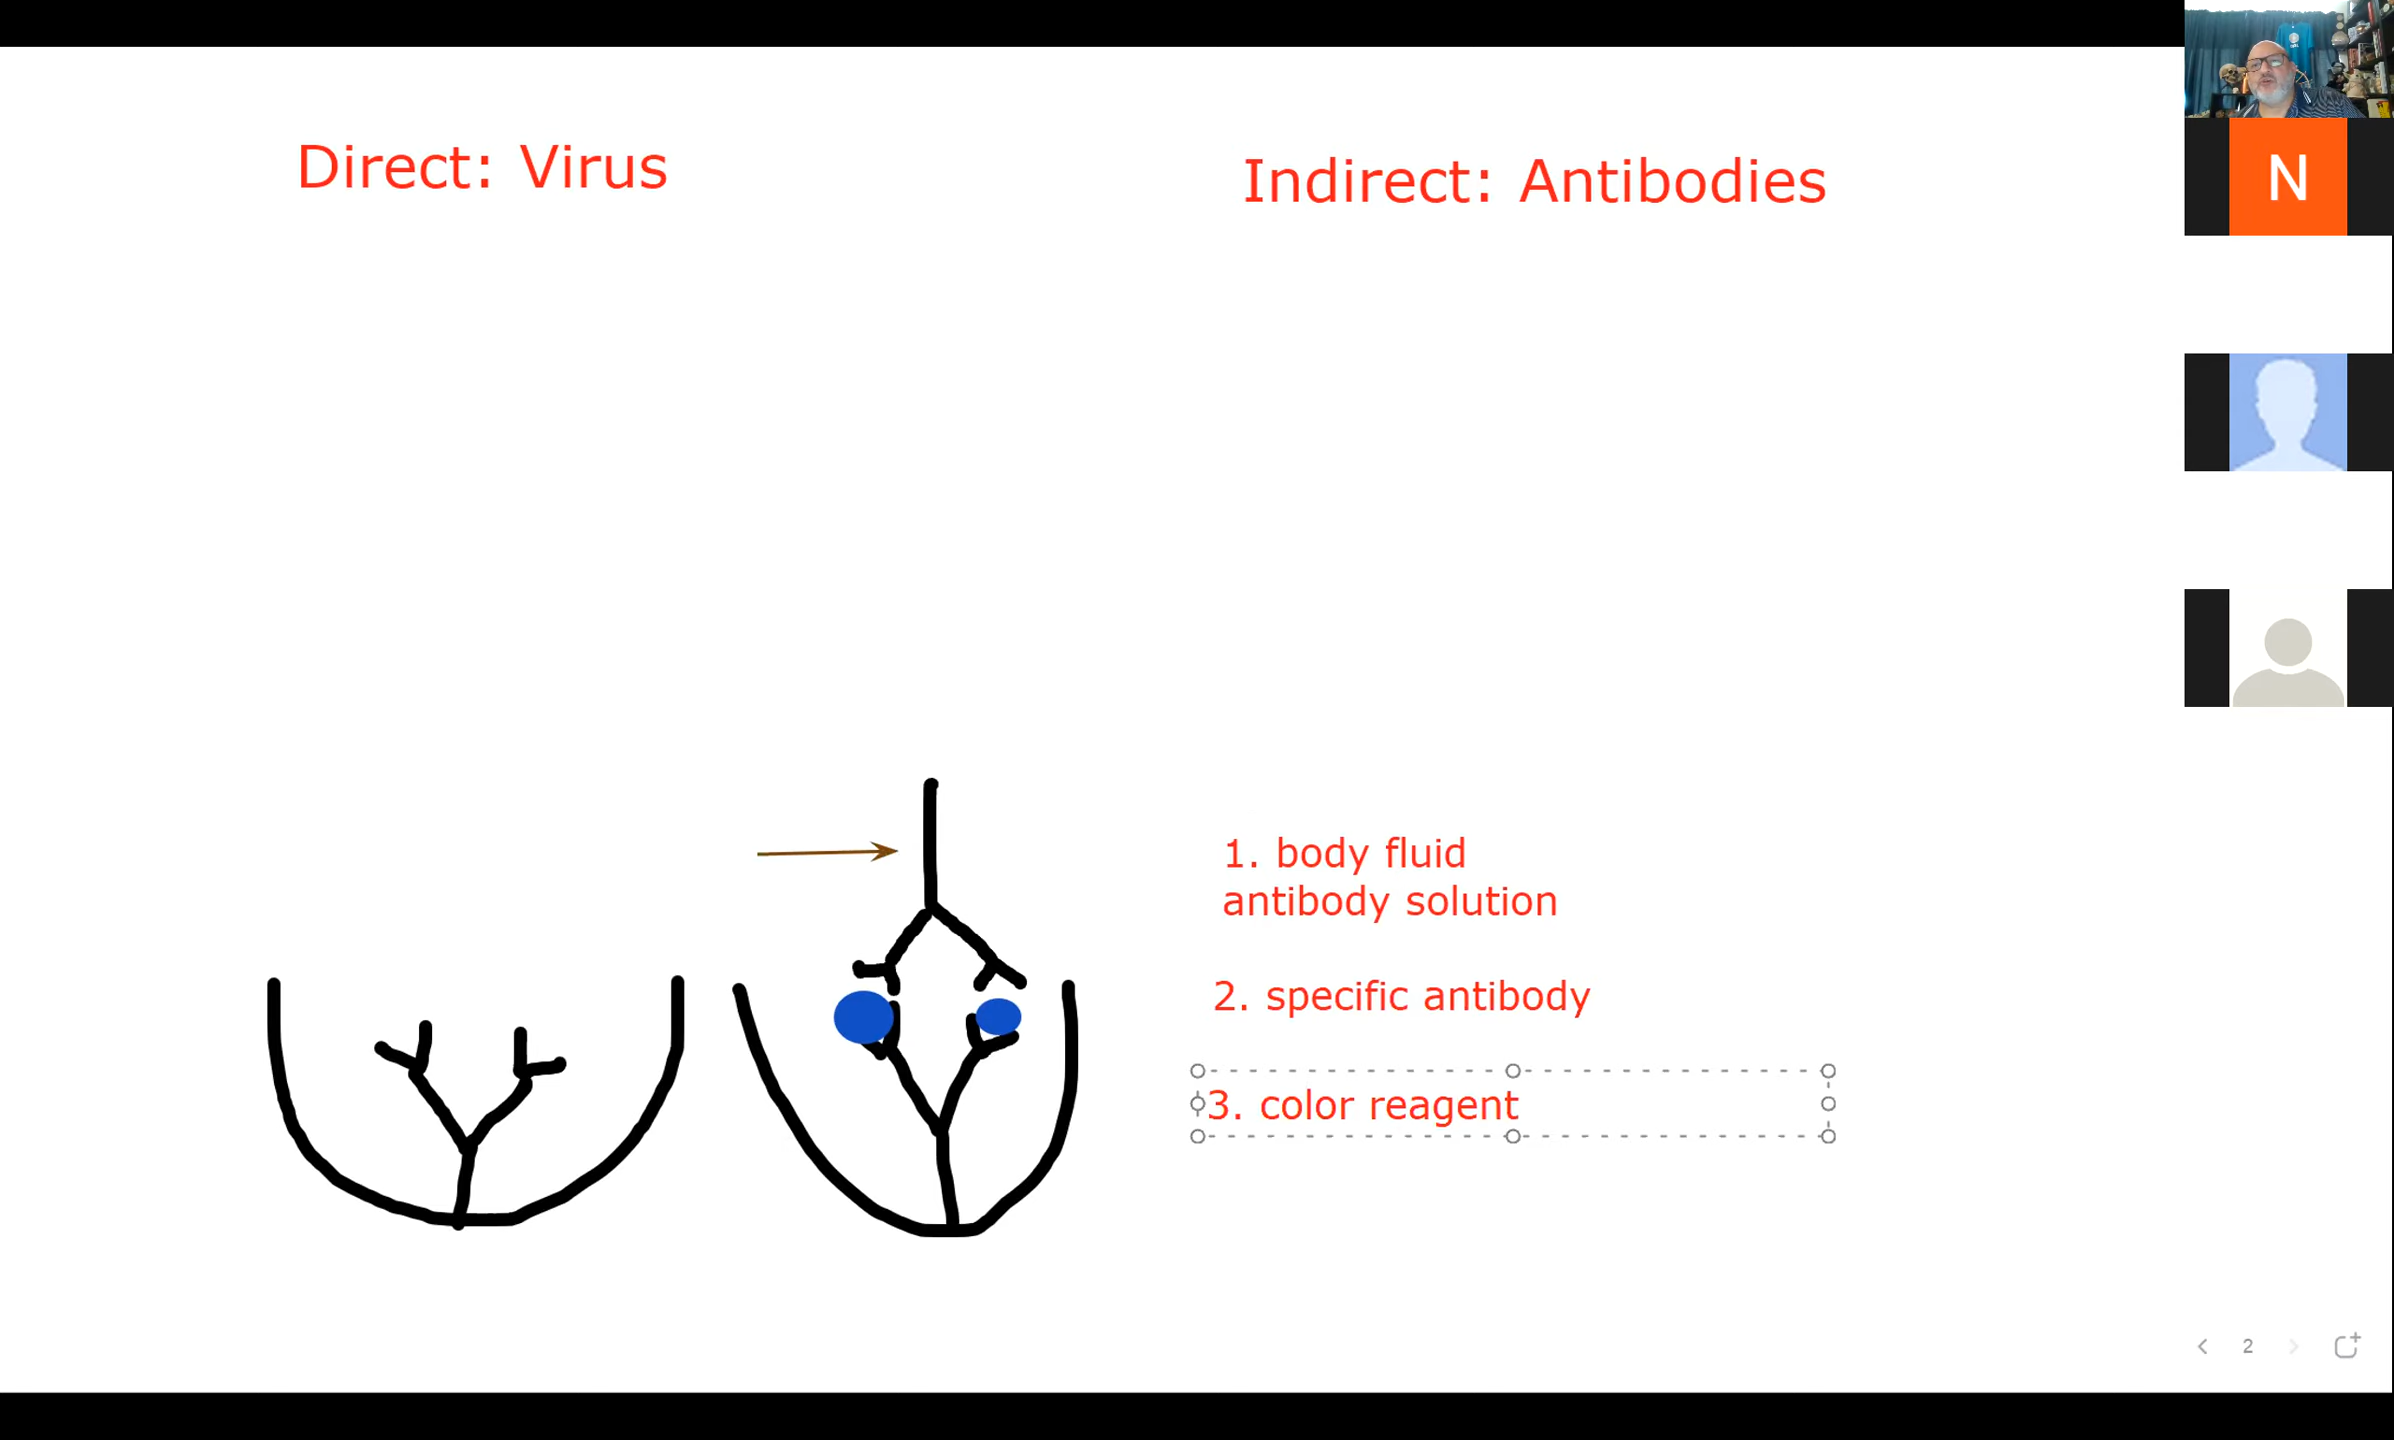 Direct: Virus
Indirect: Antibodies
N
1. body fluid
antibody solution
2. specific antibody
3. color reagent
2